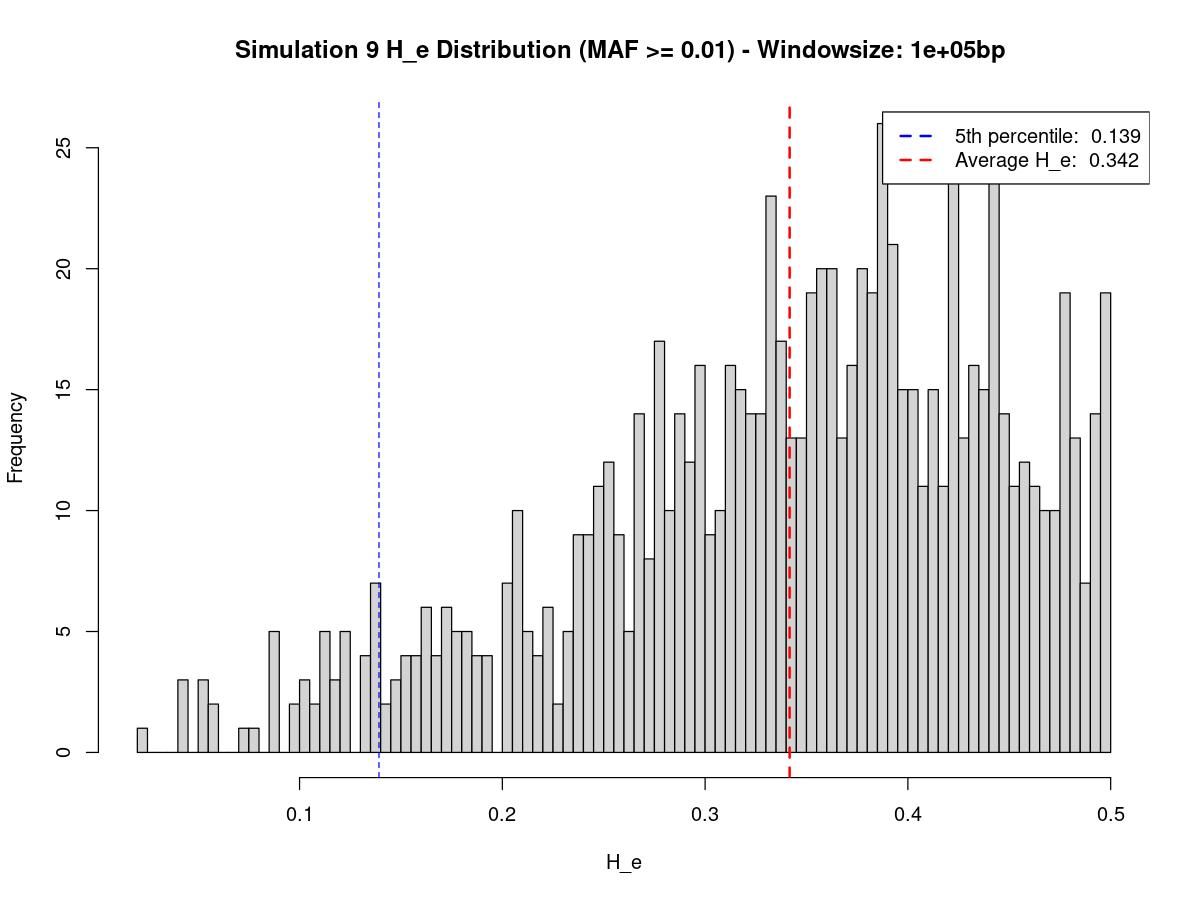 Simulation 9 H_e Distribution (MAF >= 0.01) - Windowsize: 1e+05bp
5th percentile:  0.139
Average H_e:  0.342
Frequency
25
20
15
10
5
0
0.1 0.2 0.3 0.4 0.5
H_e